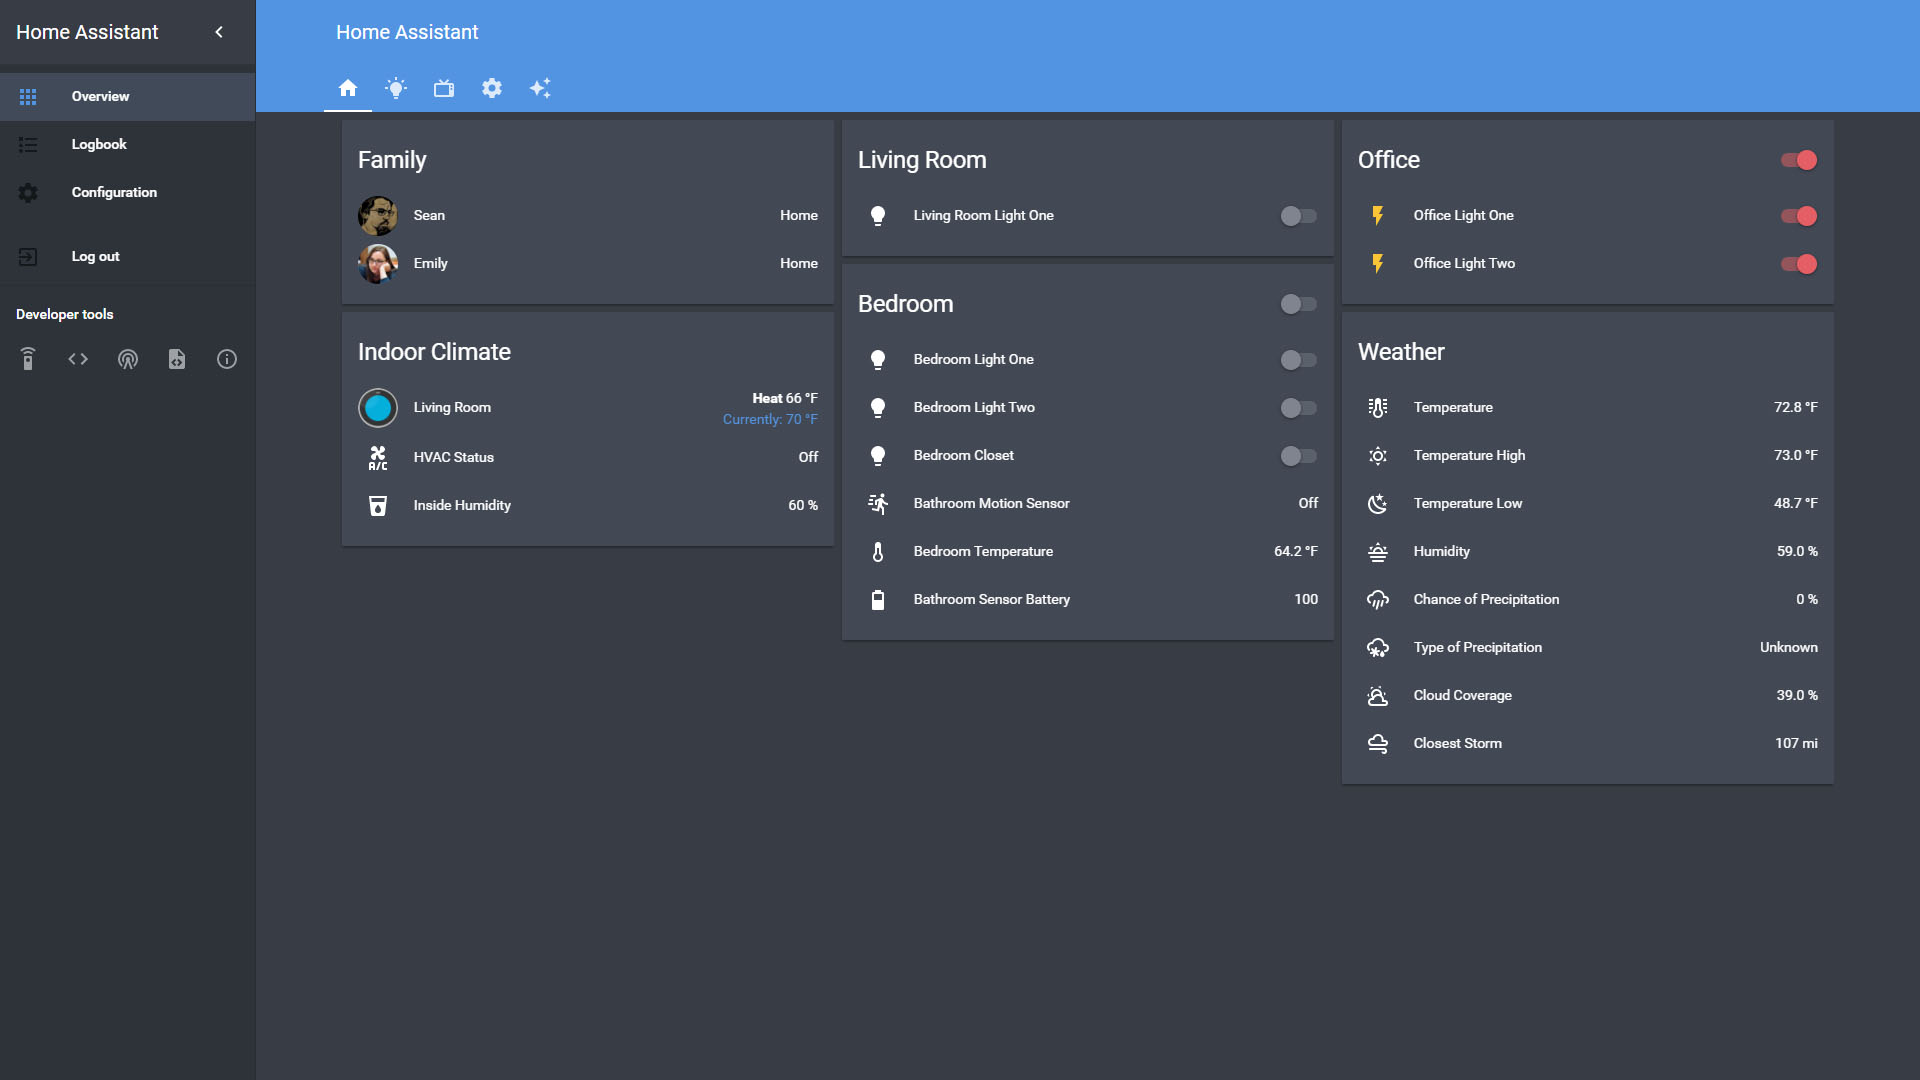 Home Assistant
Overview
Logbook
Configuration
Log out
Developer tools
Home Assistant
Family
Sean Home
Emily Home
Indoor Climate
Living Room Heat 66 °F
Currently: 70 °F
A/C HVAC Status Off
Inside Humidity 60 %
Living Room
Living Room Light One
Bedroom
Bedroom Light One
Bedroom Light Two
Bedroom Closet
Bathroom Motion Sensor Off
Bedroom Temperature 64.2 °F
Bathroom Sensor Battery 100
Office
Office Light One
Office Light Two
Weather
Temperature 72.8 °F
Temperature High 73.0 °F
Temperature Low 48.7 °F
Humidity 59.0 %
Chance of Precipitation 0 %
Type of Precipitation Unknown
Cloud Coverage 39.0 %
Closest Storm 107 mi